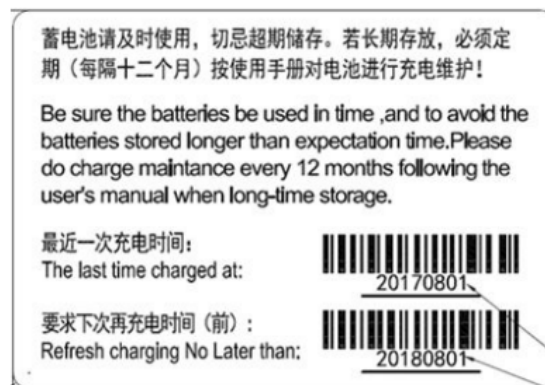 蓄电池请及时使用，切忌超期储存。若长期存放，必须定
期（每隔十二个月）按使用手册对电池进行充电维护！
Be sure the batteries be used in time ,and to avoid the
batteries stored longer than expectation time.Please
do charge maintance every 12 months following the
user's manual when long-time storage.
最近一次充电时间：
The last time charged at:
20170801
要求下次再充电时间（前）：
Refresh charging No Later than:
20180801